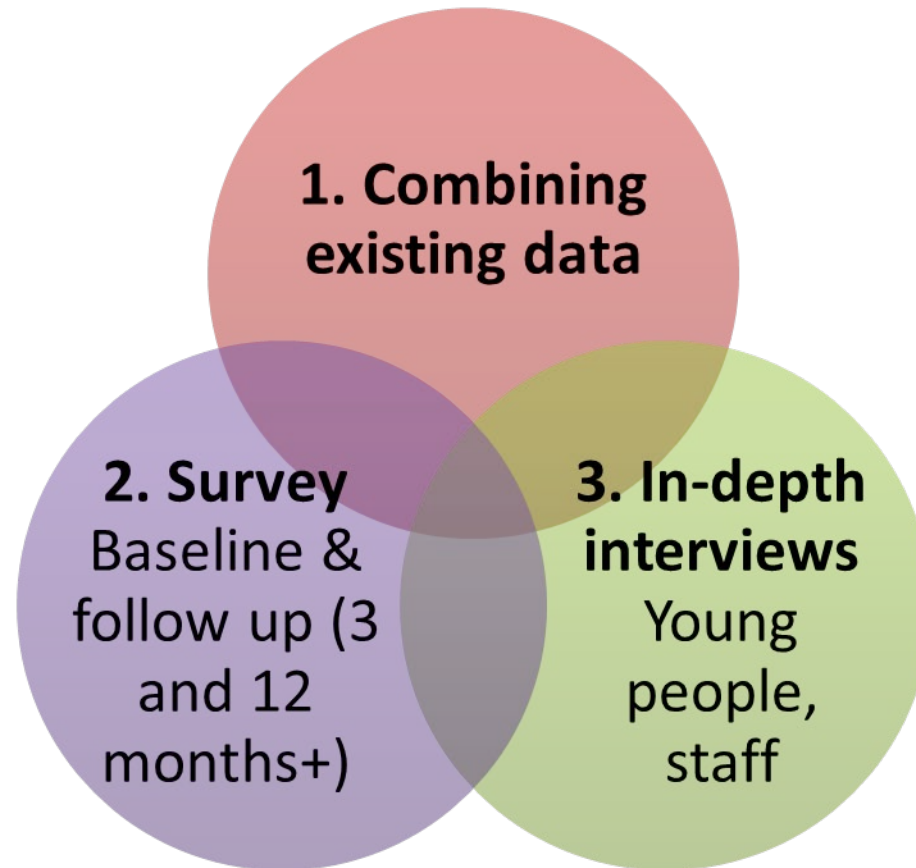 1. Combining
existing data
2. Survey
Baseline &
follow up (3
and 12
months+)
3. In-depth
interviews
Young
people,
staff